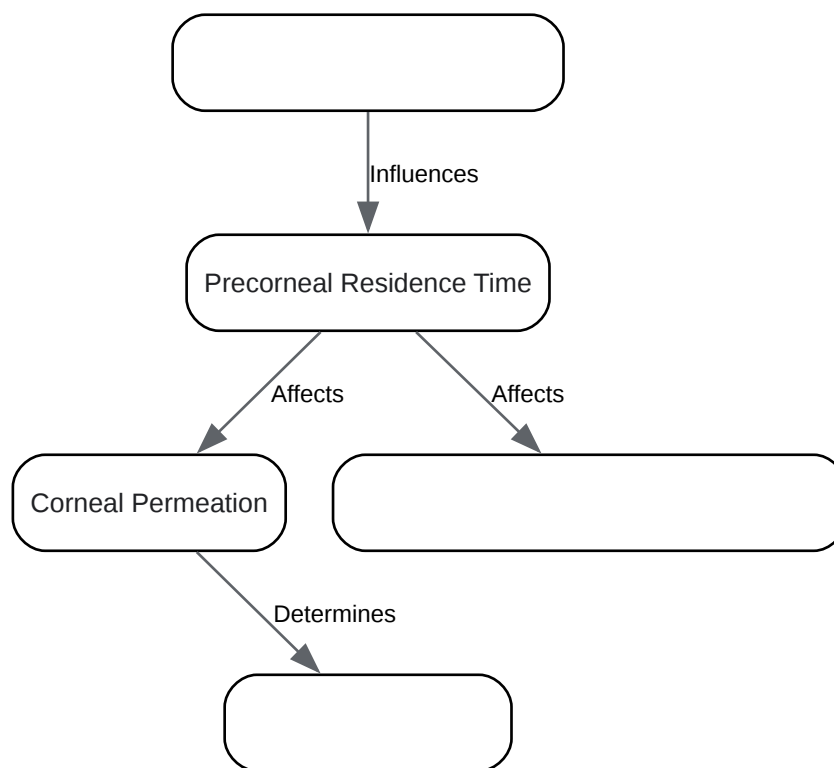 Influences
Precorneal Residence Time
Affects
Affects
Corneal Permeation
Determines